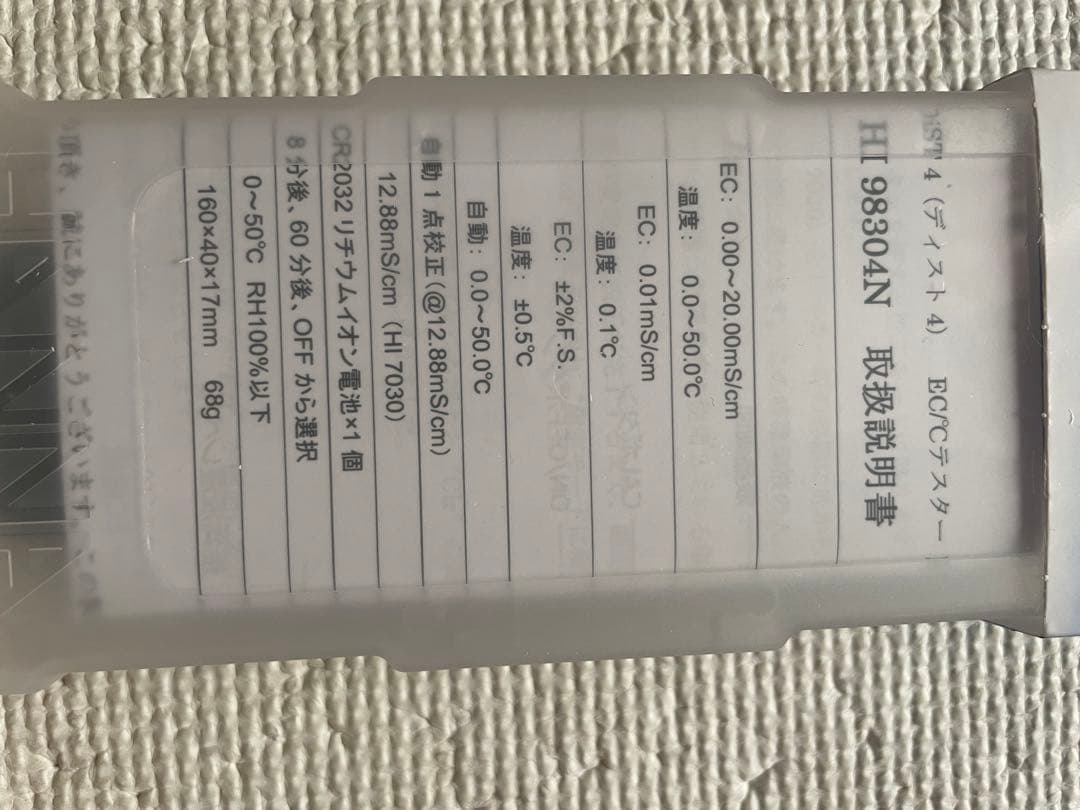 DiST 4（ディスト 4） EC/℃テスター
HI 98304N 取扱説明書
EC: 0.00～20.00mS/cm
温度: 0.0～50.0℃
EC: 0.01mS/cm
温度: 0.1℃
EC: ±2%F.S.
温度: ±0.5℃
自動: 0.0～50.0℃
自動 1 点校正（@12.88mS/cm）
12.88mS/cm（HI 7030）
CR2032 リチウムイオン電池×1 個
8 分後、60 分後、OFF から選択
0～50℃ RH100%以下
160×40×17mm 68g
頂き、誠にありがとうございます。この